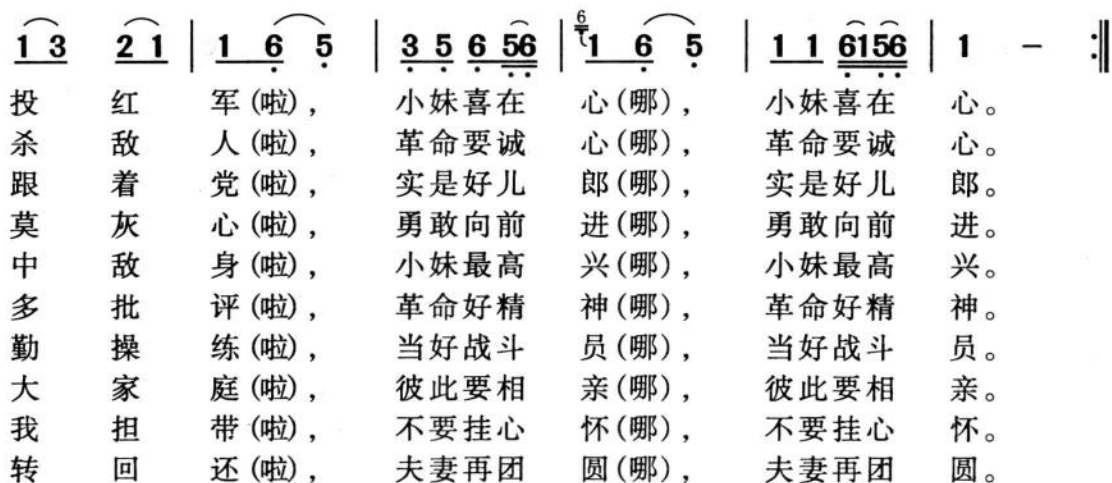 1 3 2 1 | 1 6 5 | 3 5 6 56 | 6 1 6 5 | 1 1 6156 | 1 - :||
投 红 军(啦), 小妹喜在 心(哪), 小妹喜在 心。
杀 敌 人(啦), 革命要诚 心(哪), 革命要诚 心。
跟 着 党(啦), 实是好儿 郎(哪), 实是好儿 郎。
莫 灰 心(啦), 勇敢向前 进(哪), 勇敢向前 进。
中 敌 身(啦), 小妹最高 兴(哪), 小妹最高 兴。
多 批 评(啦), 革命好精 神(哪), 革命好精 神。
勤 操 练(啦), 当好战斗 员(哪), 当好战斗 员。
大 家 庭(啦), 彼此要相 亲(哪), 彼此要相 亲。
我 担 带(啦), 不要挂心 怀(哪), 不要挂心 怀。
转 回 还(啦), 夫妻再团 圆(哪), 夫妻再团 圆。